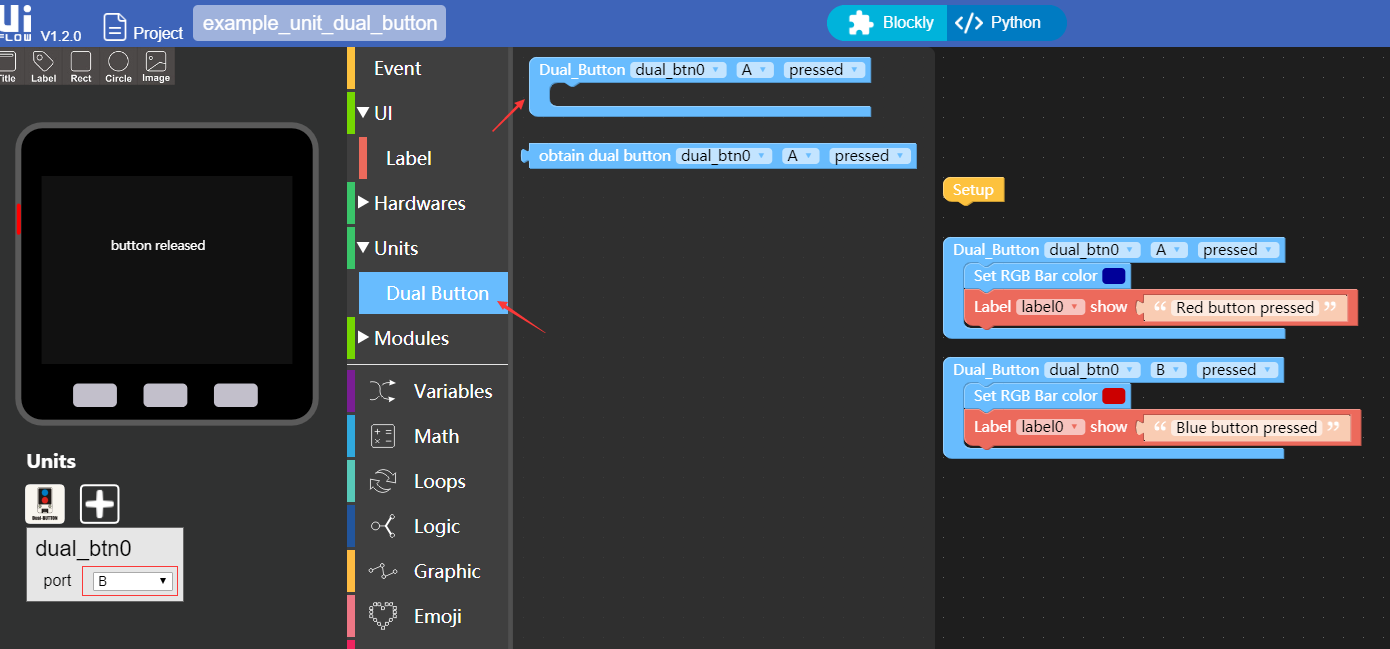 Ui
FLOW V1.2.0 Project example_unit_dual_button Blockly </> Python
Title Label Rect Circle Image
button released
Units
Dual-BUTTON
dual_btn0
port B
Event
UI
Label
Hardwares
Units
Dual Button
Modules
Variables
Math
Loops
Logic
Graphic
Emoji
Dual_Button dual_btn0 A pressed
obtain dual button dual_btn0 A pressed
Setup
Dual_Button dual_btn0 A pressed
Set RGB Bar color
Label label0 show “ Red button pressed ”
Dual_Button dual_btn0 B pressed
Set RGB Bar color
Label label0 show “ Blue button pressed ”